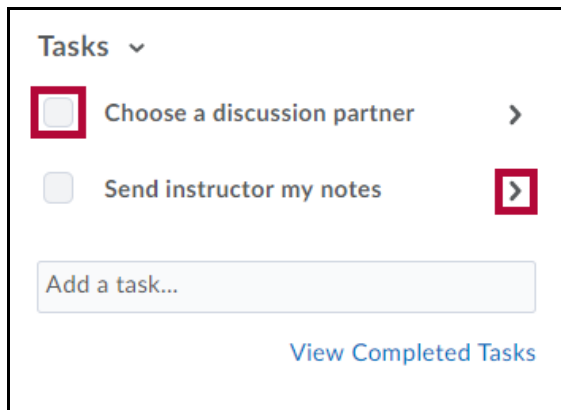 Tasks
Choose a discussion partner
Send instructor my notes
Add a task...
View Completed Tasks